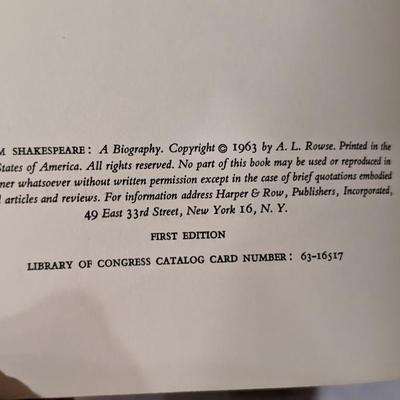 M SHAKESPEARE: A Biography. Copyright © 1963 by A. L. Rowse. Printed in the
States of America. All rights reserved. No part of this book may be used or reproduced in
ner whatsoever without written permission except in the case of brief quotations embodied
l articles and reviews. For information address Harper & Row, Publishers, Incorporated,
49 East 33rd Street, New York 16, N. Y.
FIRST EDITION
LIBRARY OF CONGRESS CATALOG CARD NUMBER: 63-16517